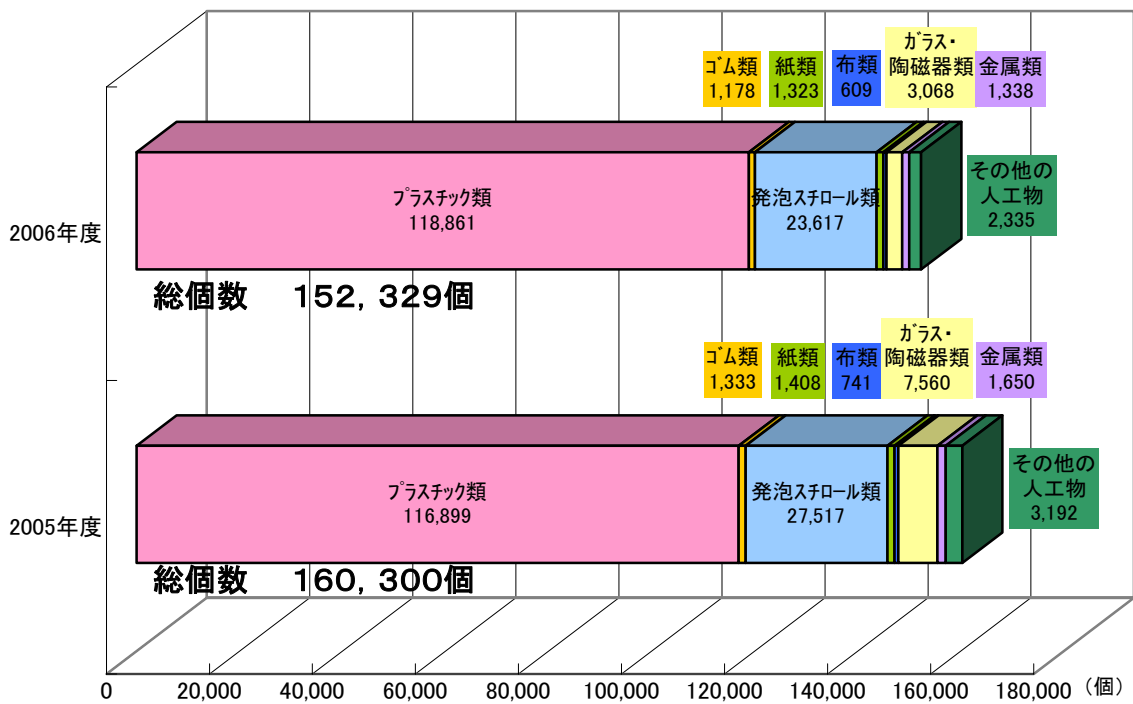 ゴム類
1,178
紙類
1,323
布類
609
ガラス・
陶磁器類
3,068
金属類
1,338
2006年度
プラスチック類
118,861
発泡スチロール類
23,617
その他の
人工物
2,335
総個数 152,329個
ゴム類
1,333
紙類
1,408
布類
741
ガラス・
陶磁器類
7,560
金属類
1,650
2005年度
プラスチック類
116,899
発泡スチロール類
27,517
その他の
人工物
3,192
総個数 160,300個
0 20,000 40,000 60,000 80,000 100,000 120,000 140,000 160,000 180,000 (個)